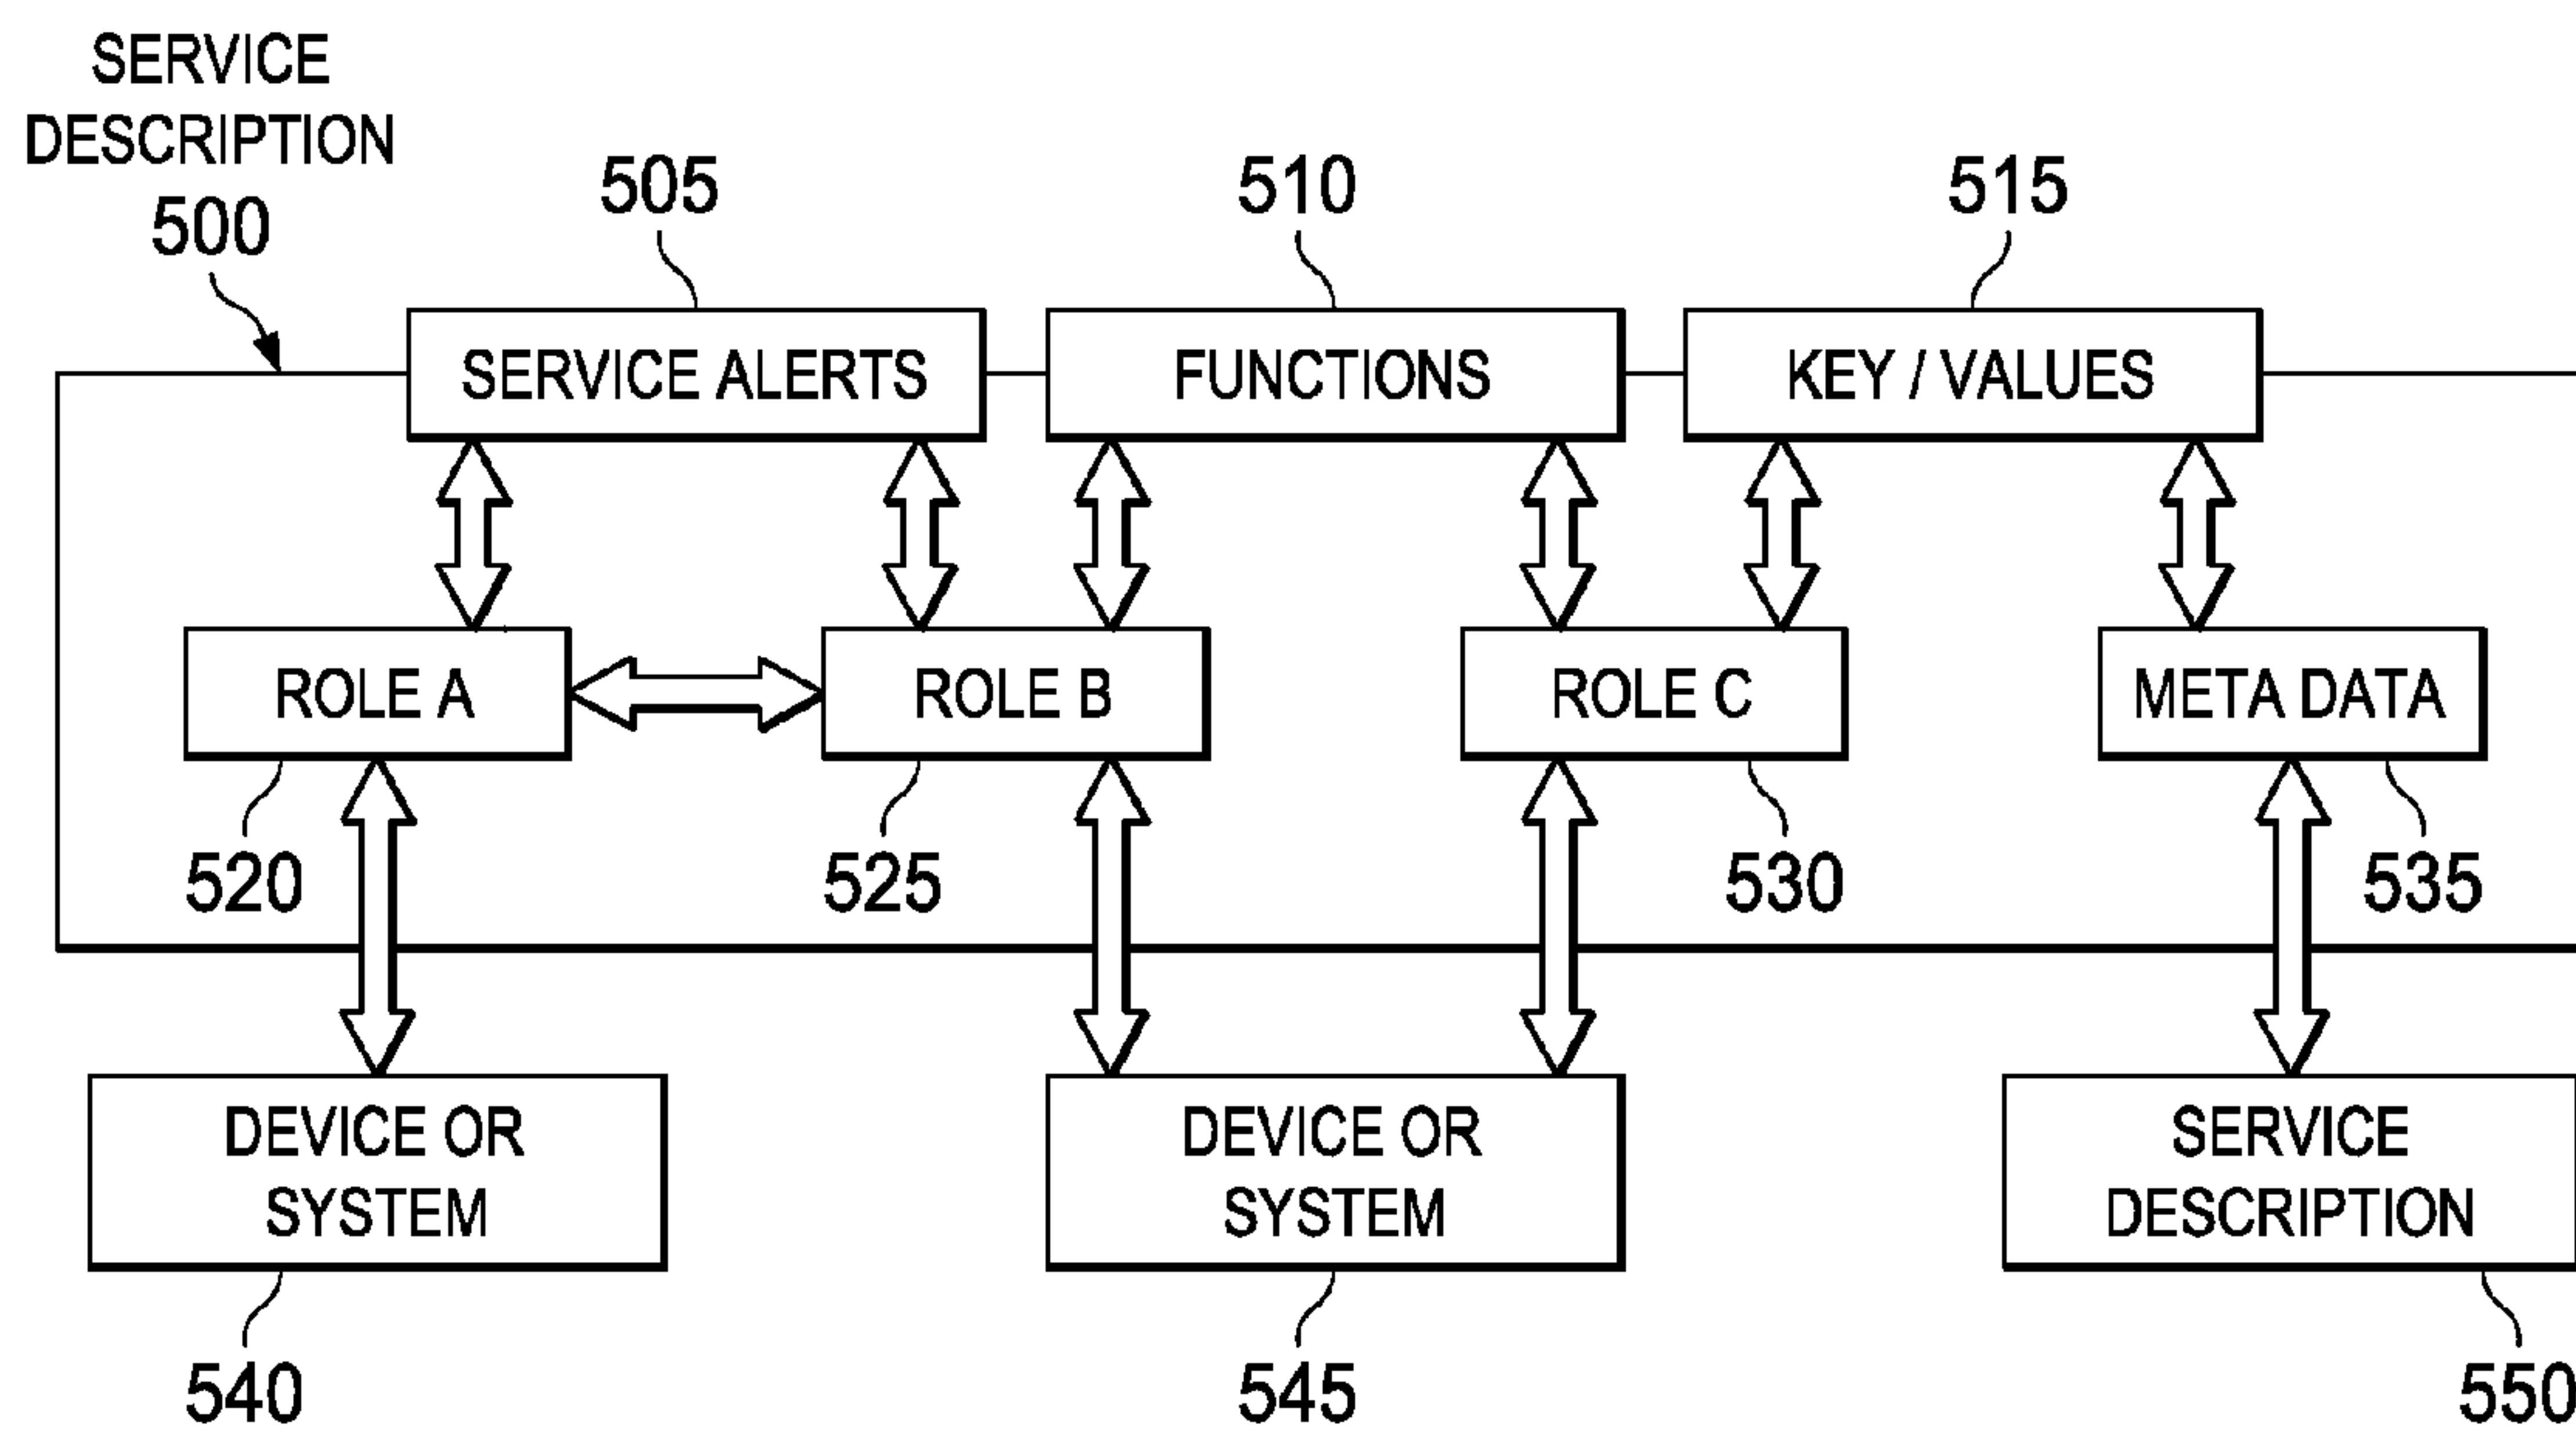 SERVICE
DESCRIPTION
500
505
510
515
SERVICE ALERTS
FUNCTIONS
KEY / VALUES
ROLE A
ROLE B
ROLE C
META DATA
520
525
530
535
DEVICE OR
SYSTEM
DEVICE OR
SYSTEM
SERVICE
DESCRIPTION
540
545
550